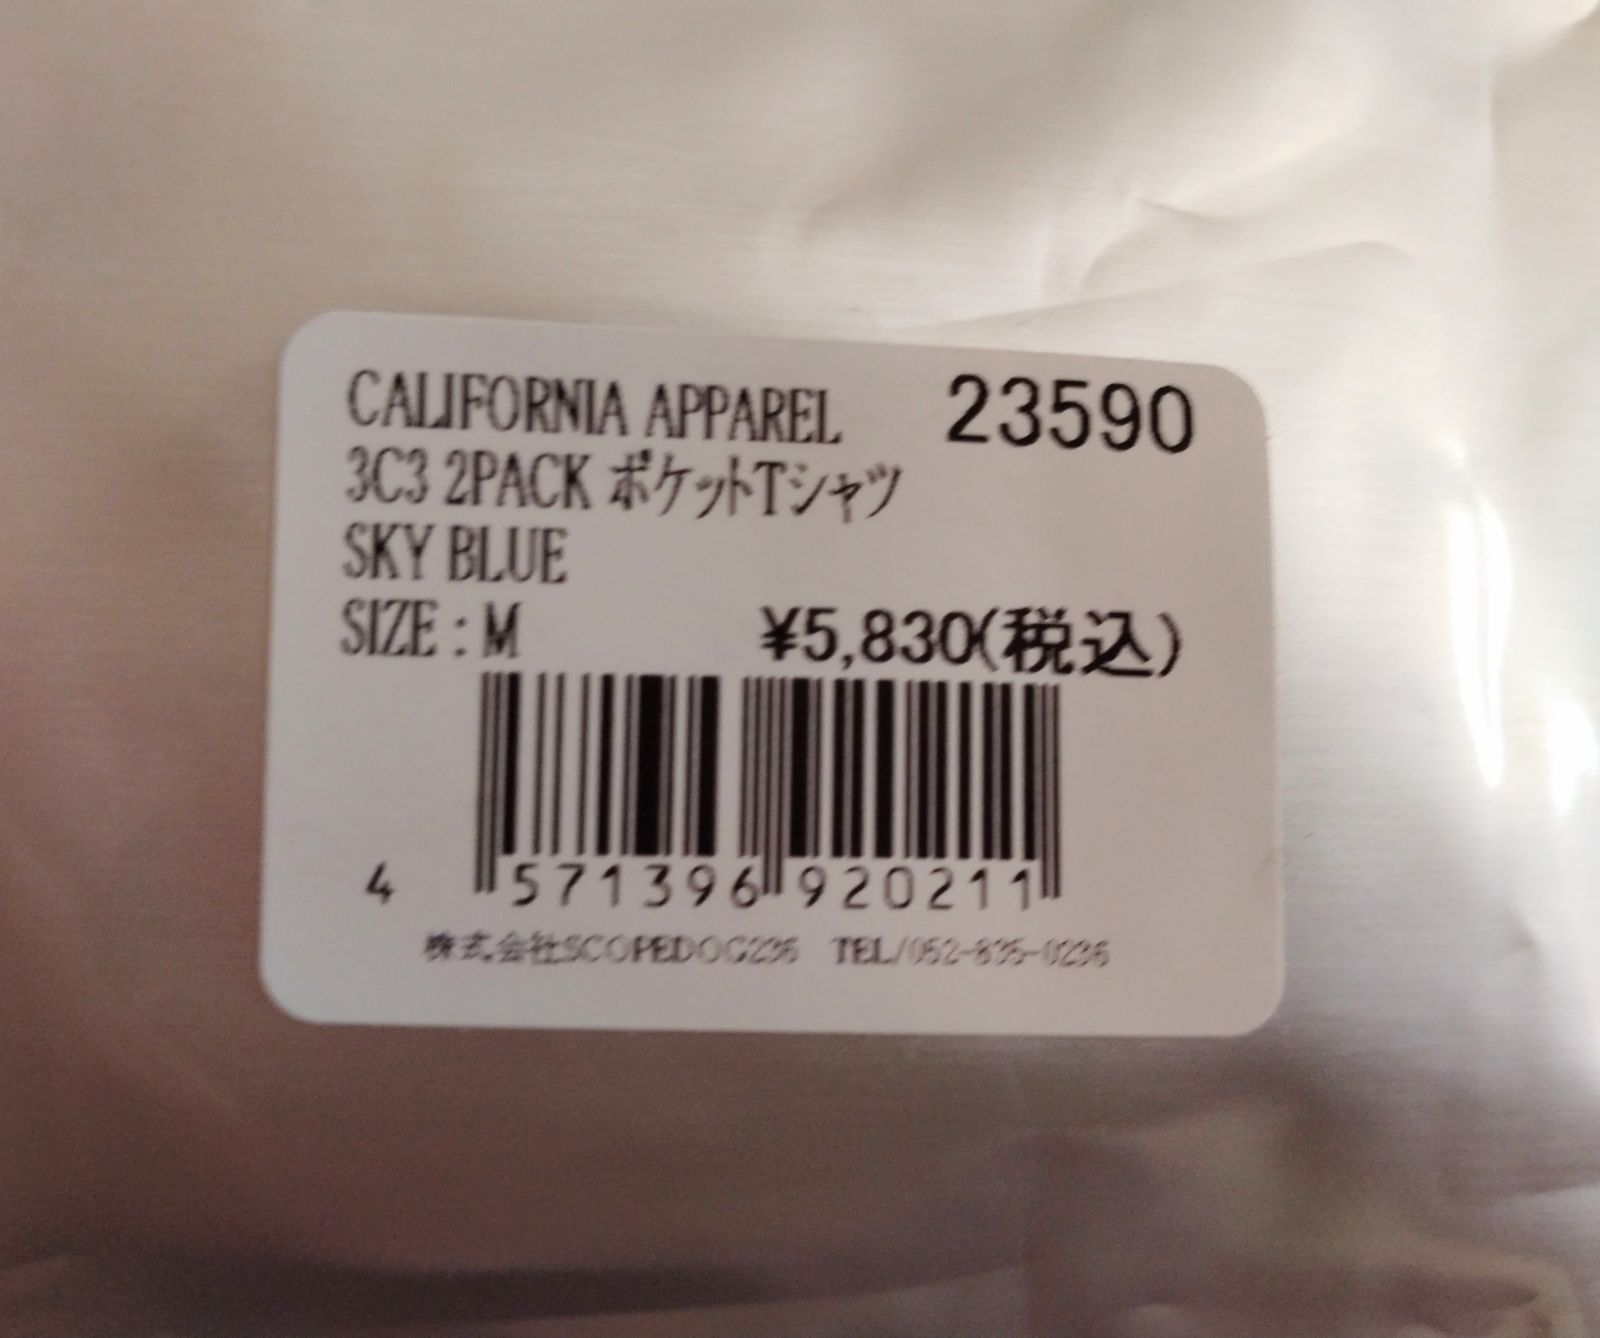 CALIFORNIA APPAREL 23590
3C3 2PACK ポケットTシャツ
SKY BLUE
SIZE : M ¥5,830(税込)
4 571396 920211
株式会社SCOPEDOG236 TEL/052-835-0236